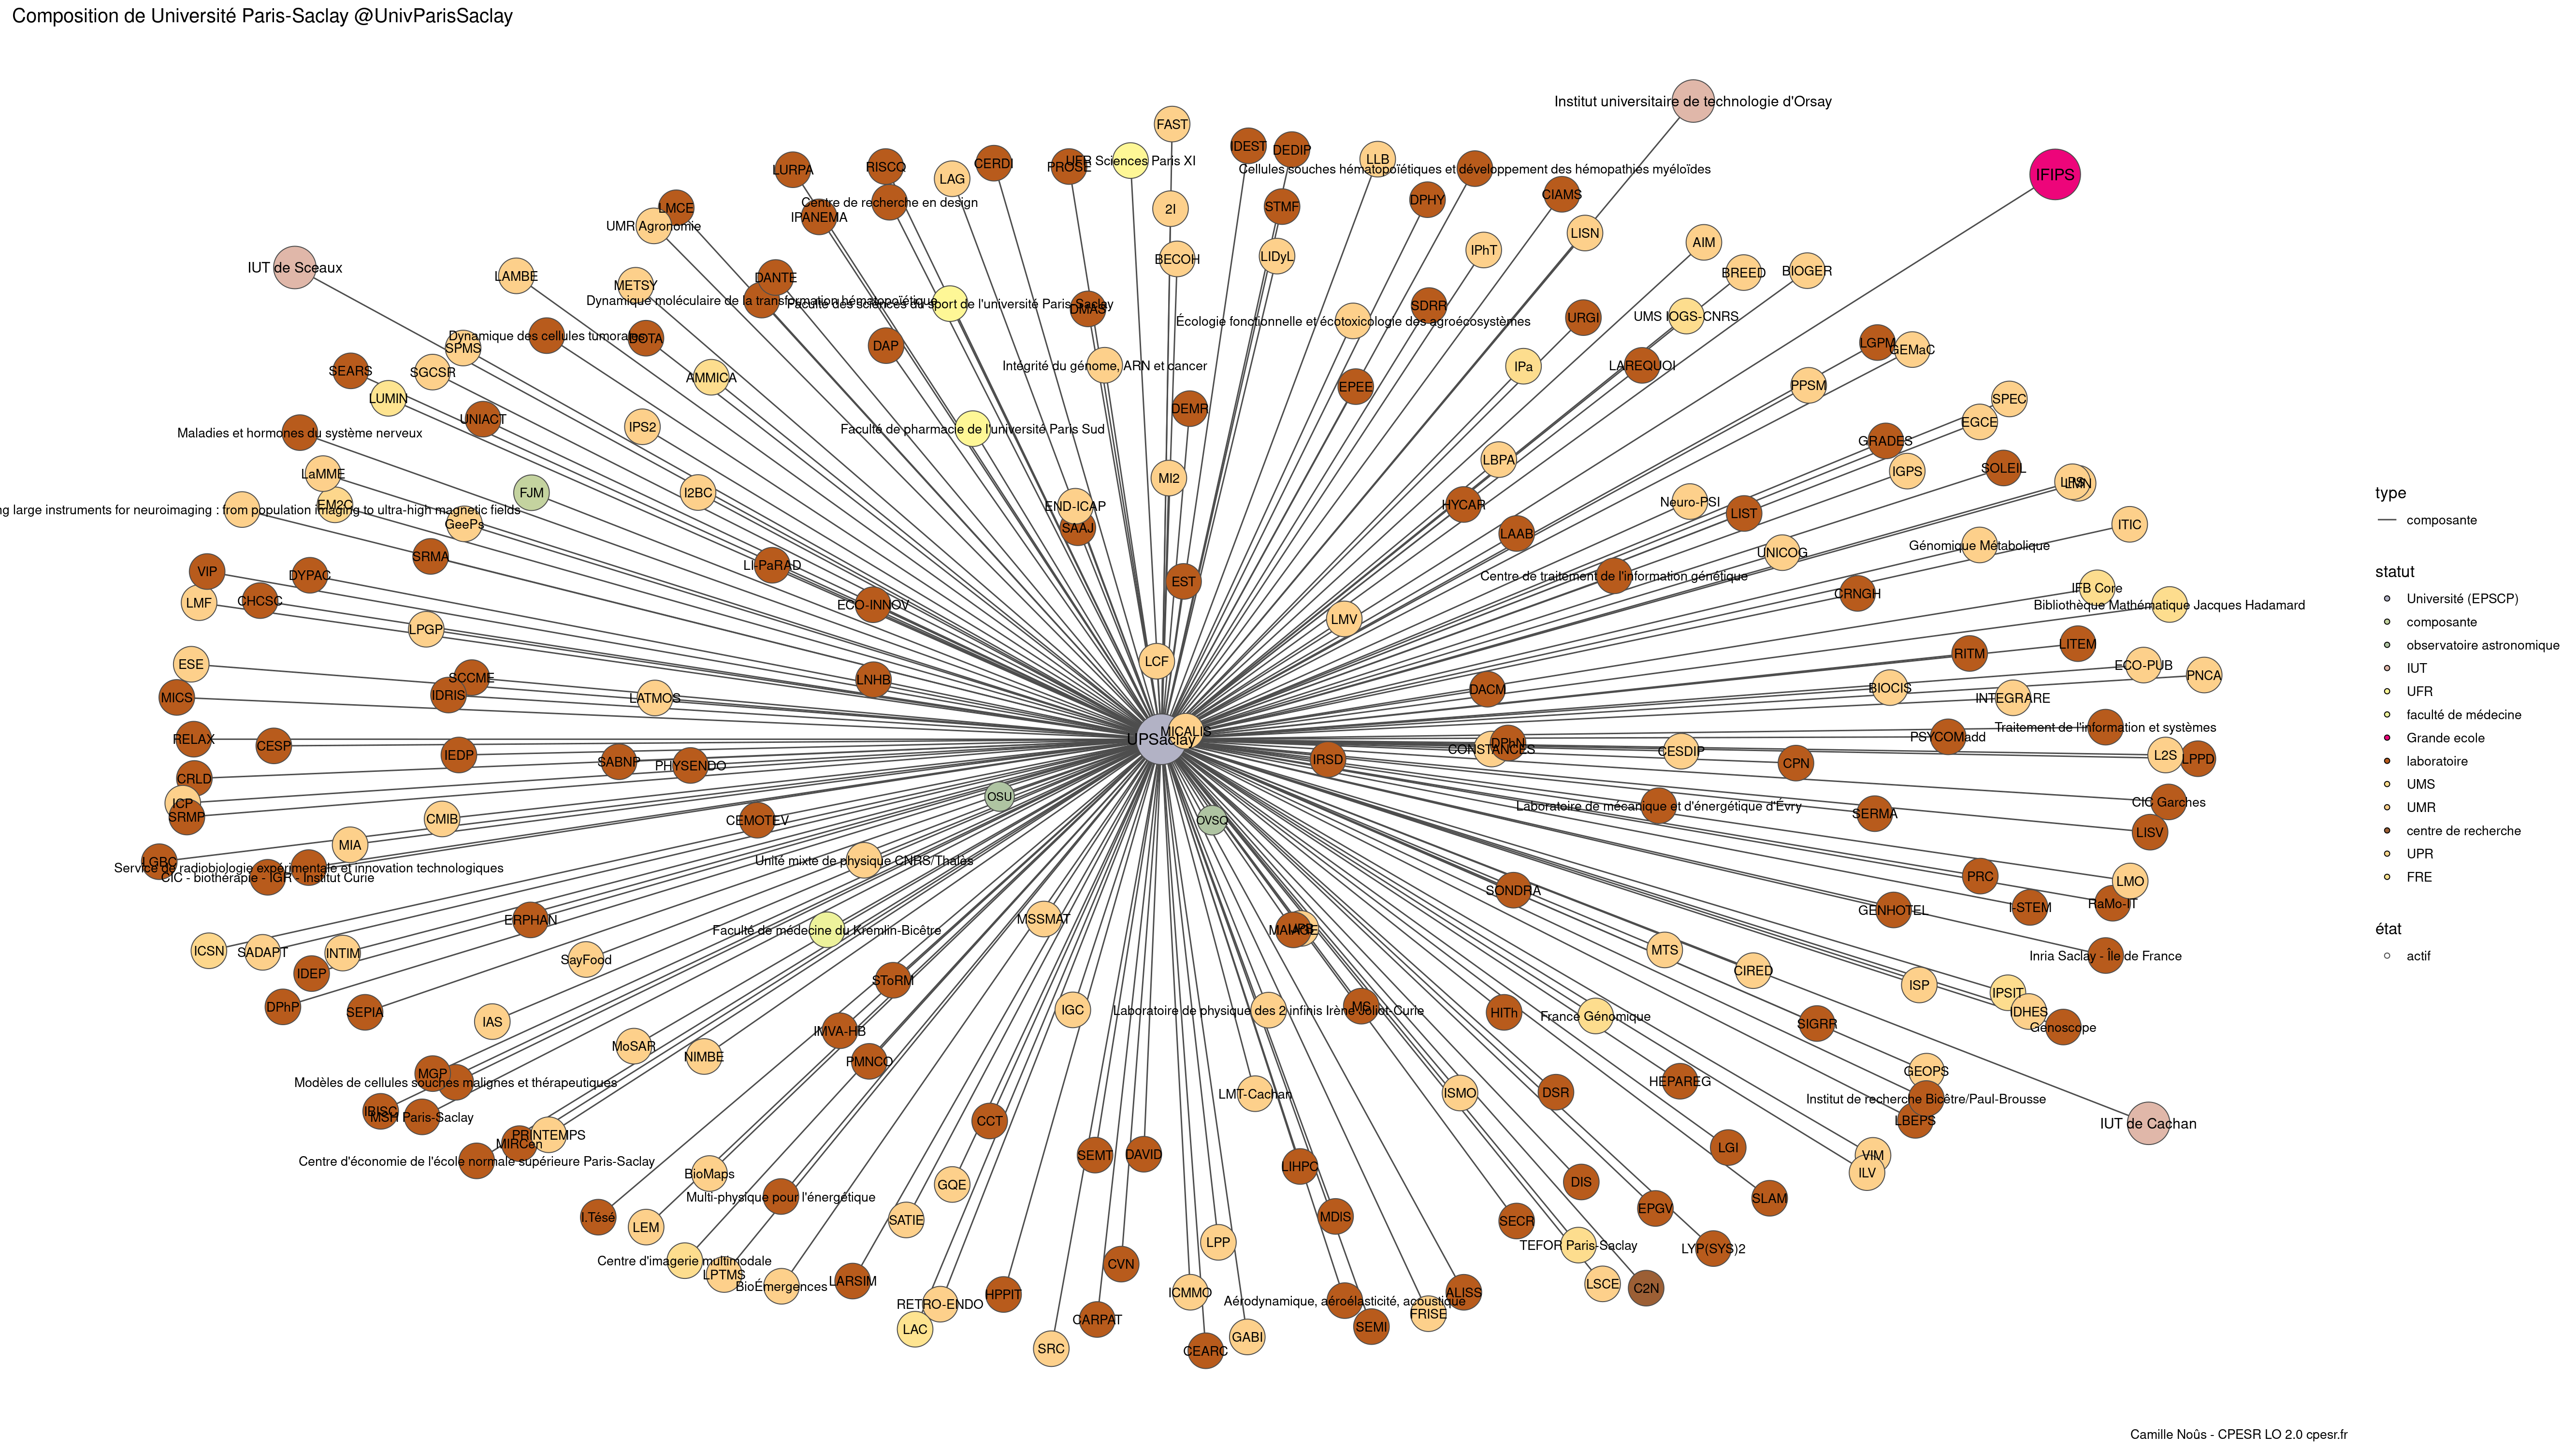 Composition de Université Paris-Saclay @UnivParisSaclay
Institut universitaire de technologie d'Orsay
FAST
IDEST
DEDIP
LLB
UFR Sciences Paris XI
PROSE
CERDI
RISCQ
LURPA
LAG
Cellules souches hématopoïétiques et développement des hémopathies myéloïdes
IFIPS
CIAMS
DPHY
Centre de recherche en design
STMF
2I
LMCE
IPANEMA
UMR Agronomie
LISN
AIM
IPhT
LIDyL
BECOH
IUT de Sceaux
BREED
BIOGER
LAMBE
DANTE
METSY
Dynamique moléculaire de la transformation hématopoïétique
Faculté des sciences du sport de l'université Paris-Saclay
DMAS
SDRR
URGI
UMS IOGS-CNRS
Écologie fonctionnelle et écotoxicologie des agroécosystèmes
Dynamique des cellules tumorales
DOTA
DAP
SPMS
LGPM
GEMaC
Intégrité du génome, ARN et cancer
IPa
LAREQUOI
SEARS
SGCSR
AMMICA
EPEE
PPSM
LUMIN
SPEC
DEMR
UNIACT
IPS2
EGCE
Maladies et hormones du système nerveux
Faculté de pharmacie de l'université Paris Sud
GRADES
LBPA
IGPS
SOLEIL
LaMME
MI2
LPS
LMN
FJM
I2BC
EM2C
END-ICAP
HYCAR
Neuro-PSI
LIST
ng large instruments for neuroimaging : from population imaging to ultra-high magnetic fields
GeePs
SAAJ
LAAB
ITIC
Génomique Métabolique
SRMA
UNICOG
LI-PaRAD
VIP
DYPAC
EST
Centre de traitement de l'information génétique
IFB Core
CRNGH
LMF
CHCSC
ECO-INNOV
Bibliothèque Mathématique Jacques Hadamard
LPGP
LMV
LITEM
RITM
LCF
ESE
ECO-PUB
PNCA
SCCME
LNHB
DACM
BIOCIS
MICS
IDRIS
LATMOS
INTEGRARE
Traitement de l'information et systèmes
MICALIS
UPSaclay
RELAX
CESP
PSYCOMadd
DPhN
CONSTANCES
CESDIP
IEDP
L2S
LPPD
SABNP
PHYSENDO
IRSD
CPN
CRLD
OSU
ICP
CIC Garches
SRMP
CMIB
CEMOTEV
OVSQ
Laboratoire de mécanique et d'énergétique d'Évry
SERMA
LISV
MIA
LGBC
Unité mixte de physique CNRS/Thalès
Service de radiobiologie expérimentale et innovation technologiques
CIC - biothérapie - IGR - Institut Curie
PRC
LMO
SONDRA
RaMo-IT
I-STEM
GENHOTEL
ERPHAN
MSSMAT
Faculté de médecine du Kremlin-Bicêtre
MAIAGE
ICSN
SADAPT
INTIM
MTS
Inria Saclay - Île de France
SayFood
IDEP
CIRED
SToRM
ISP
IPSIT
DPhP
SEPIA
IGC
Laboratoire de physique des 2 infinis Irène Joliot-Curie
MS
HITh
France Génomique
IDHES
IAS
SIGRR
Génoscope
IMVA-HB
MoSAR
NIMBE
PMNCO
MGP
GEOPS
Modèles de cellules souches malignes et thérapeutiques
HEPAREG
LMT-Cachan
ISMO
DSR
Institut de recherche Bicêtre/Paul-Brousse
IBISC
MSH Paris-Saclay
CCT
LBEPS
IUT de Cachan
PRINTEMPS
MIRCen
LGI
SEMT
DAVID
VIM
Centre d'économie de l'école normale supérieure Paris-Saclay
LIHPC
BioMaps
ILV
GQE
DIS
Multi-physique pour l'énergétique
SLAM
EPGV
I.Tésé
LEM
SATIE
MDIS
SECR
LPP
TEFOR Paris-Saclay
LYP(SYS)2
Centre d'imagerie multimodale
CVN
LPTMS
BioÉmergences
LARSIM
LSCE
C2N
HPPIT
ICMMO
ALISS
RETRO-ENDO
Aérodynamique, aéroélasticité, acoustique
FRISE
CARPAT
LAC
SEMI
GABI
SRC
CEARC
type
composante
statut
Université (EPSCP)
composante
observatoire astronomique
IUT
UFR
faculté de médecine
Grande ecole
laboratoire
UMS
UMR
centre de recherche
UPR
FRE
état
actif
Camille Noûs - CPESR LO 2.0 cpesr.fr